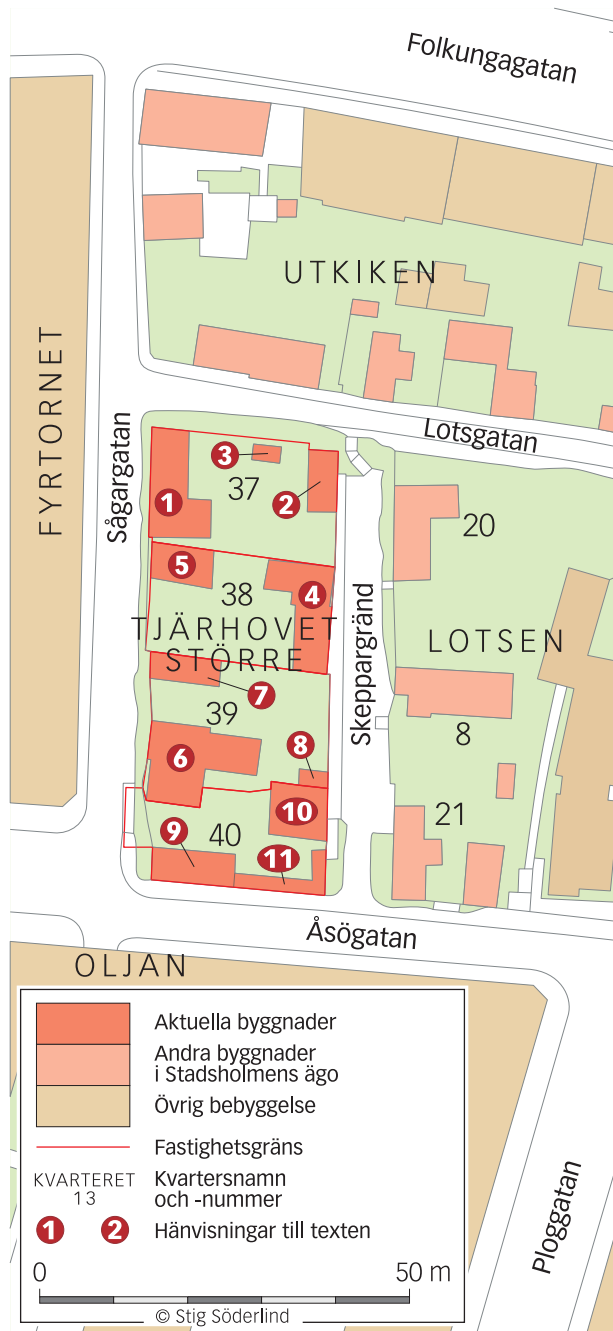 Folkungagatan
UTKIKEN
FYRTORNET
Sågargatan
Lotsgatan
3
37
1
2
20
5
38
4
TJÄRHOVET
STÖRRE
LOTSEN
Skeppargränd
7
39
8
6
8
10
21
9
40
11
Åsögatan
OLJAN
Aktuella byggnader
Andra byggnader
i Stadsholmens ägo
Övrig bebyggelse
Fastighetsgräns
KVARTERET
13
Kvartersnamn
och -nummer
1 2 Hänvisningar till texten
Ploggatan
0 50 m
© Stig Söderlind